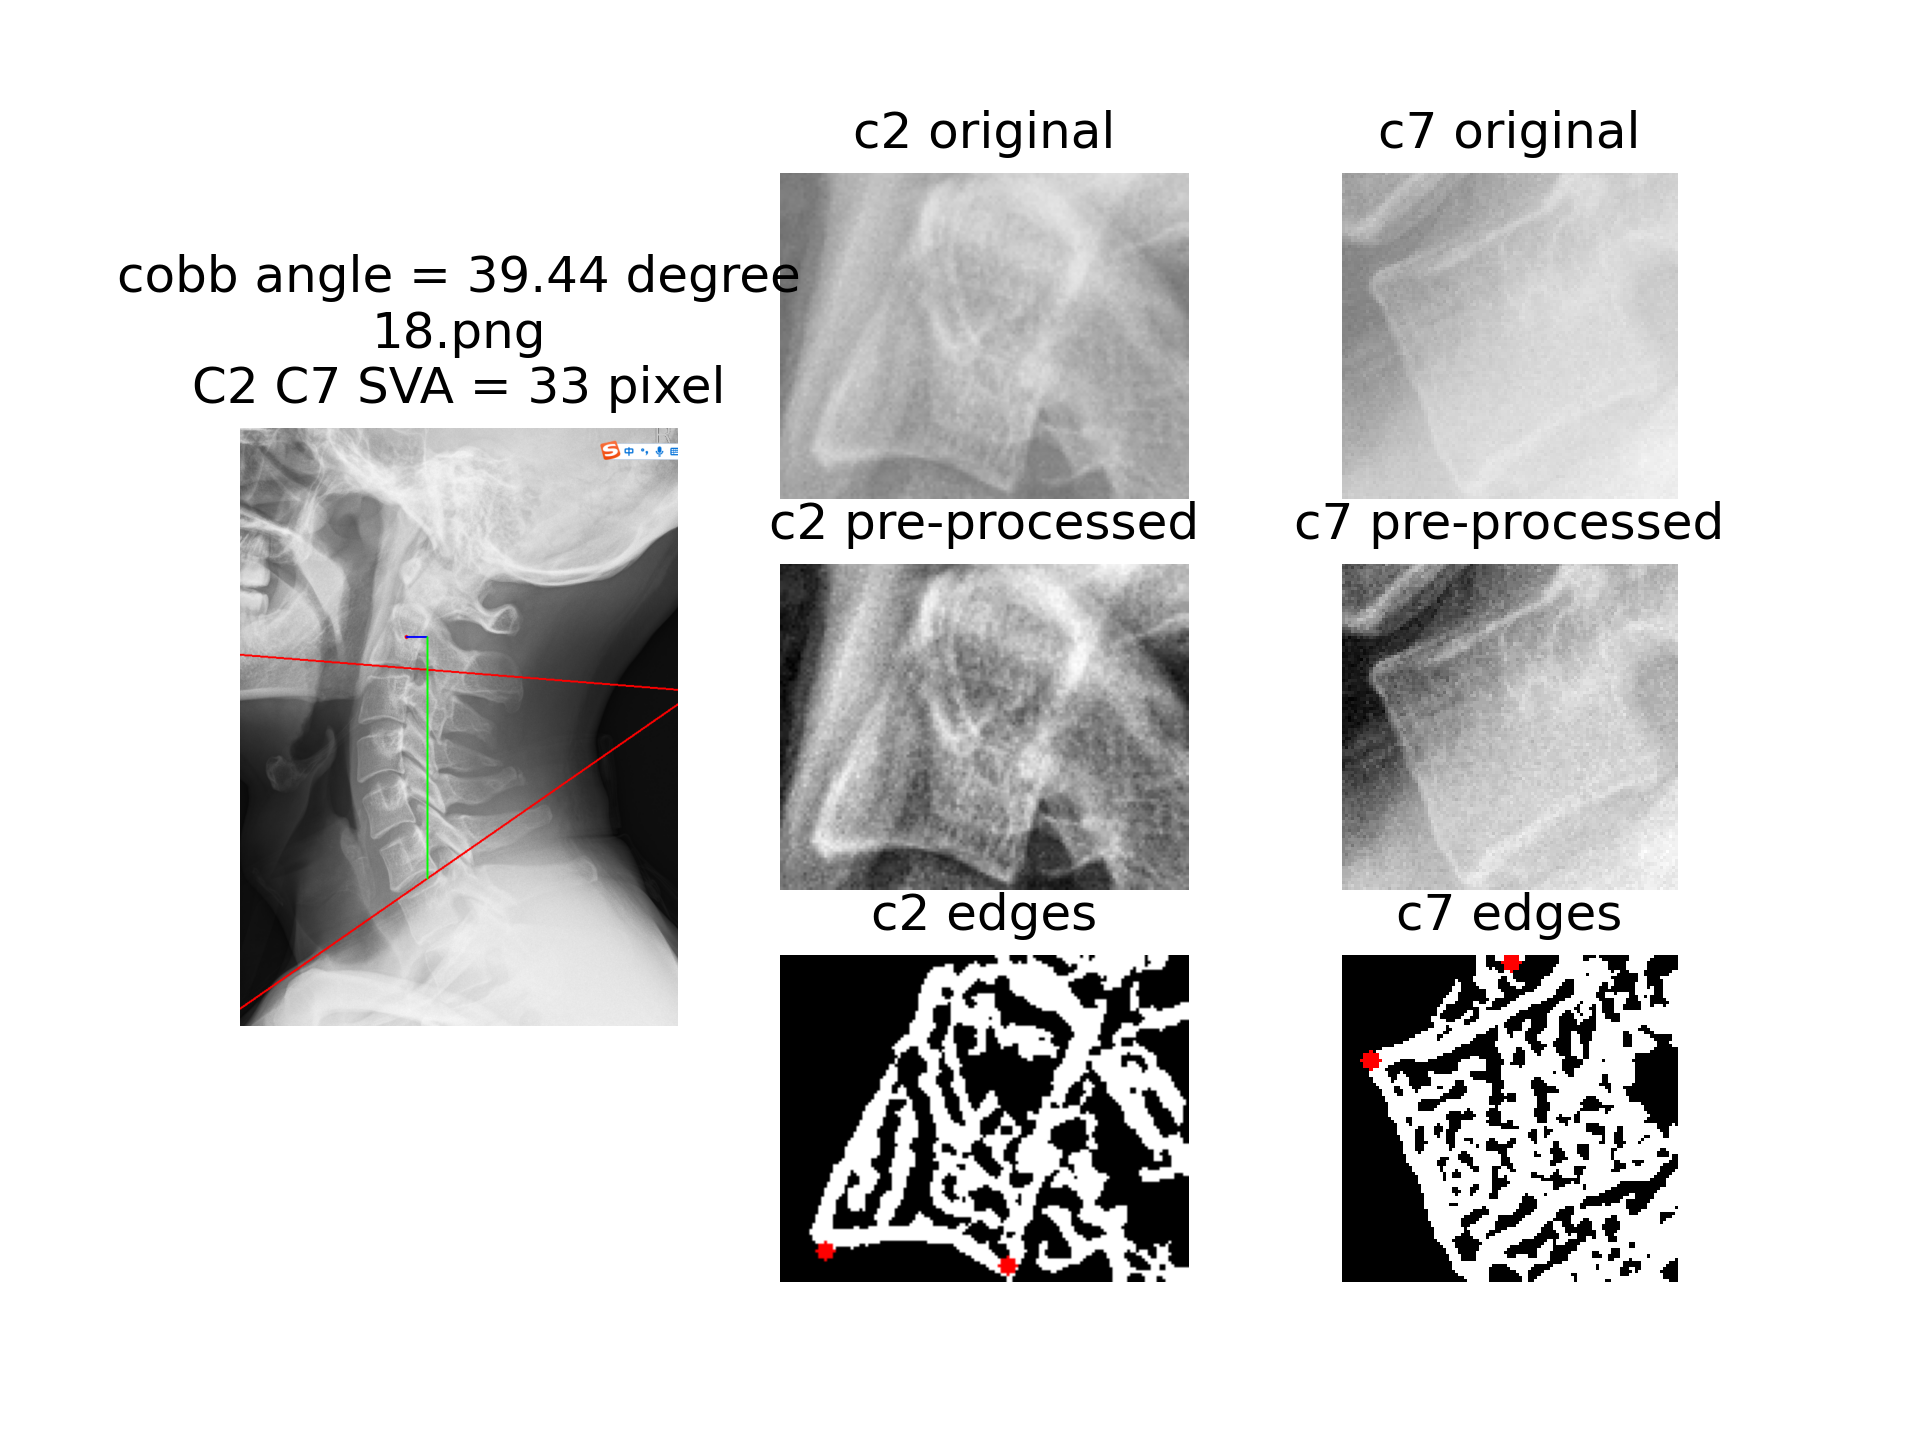 cobb angle = 39.44 degree
18.png
C2 C7 SVA = 33 pixel
S 中
c2 original
c7 original
c2 pre-processed
c7 pre-processed
c2 edges
c7 edges